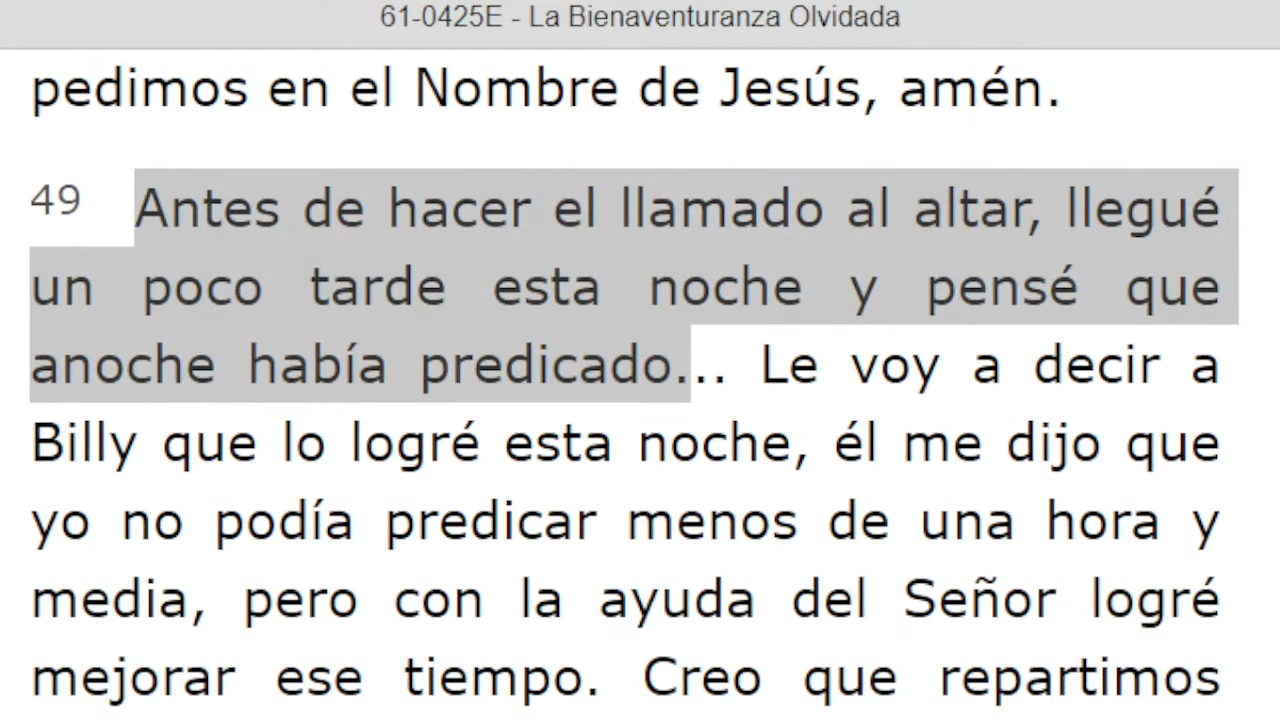 61-0425E - La Bienaventuranza Olvidada
pedimos en el Nombre de Jesús, amén.
49 Antes de hacer el llamado al altar, llegué
un poco tarde esta noche y pensé que
anoche había predicado... Le voy a decir a
Billy que lo logré esta noche, él me dijo que
yo no podía predicar menos de una hora y
media, pero con la ayuda del Señor logré
mejorar ese tiempo. Creo que repartimos